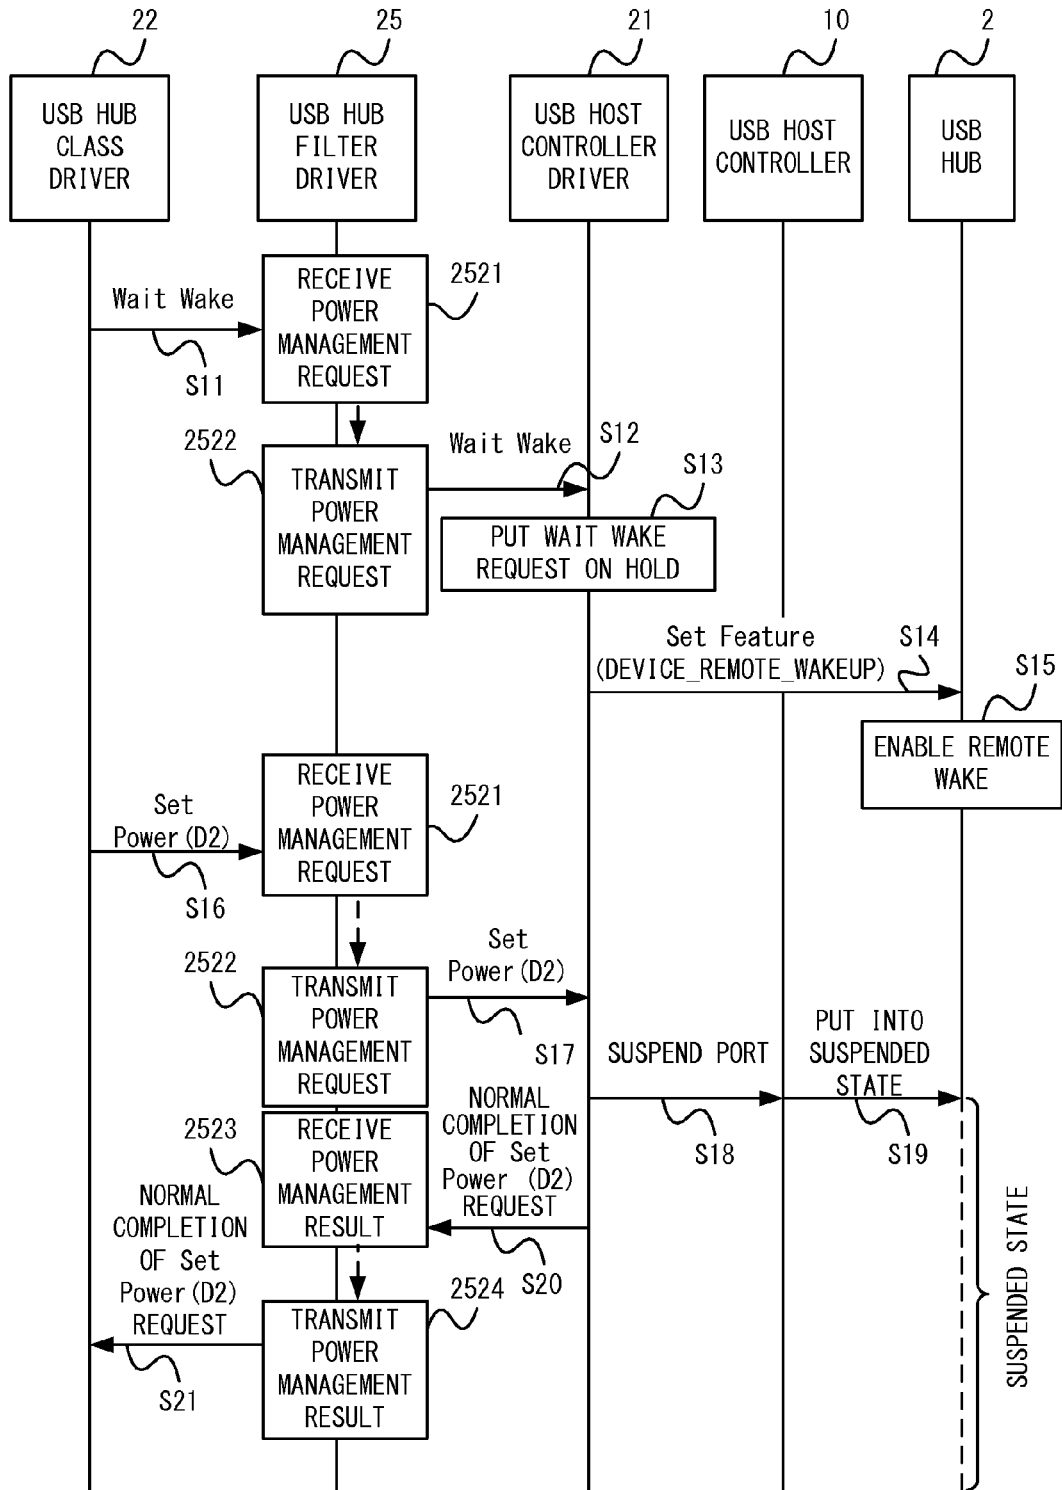 22
25
21
10
2
USB HUB
CLASS
DRIVER
USB HUB
FILTER
DRIVER
USB HOST
CONTROLLER
DRIVER
USB HOST
CONTROLLER
USB
HUB
Wait Wake
S11
RECEIVE
POWER
MANAGEMENT
REQUEST
2521
2522
TRANSMIT
POWER
MANAGEMENT
REQUEST
Wait Wake
S12
S13
PUT WAIT WAKE
REQUEST ON HOLD
Set Feature
(DEVICE_REMOTE_WAKEUP)
S14
S15
ENABLE REMOTE
WAKE
Set
Power(D2)
S16
RECEIVE
POWER
MANAGEMENT
REQUEST
2521
2522
TRANSMIT
POWER
MANAGEMENT
REQUEST
Set
Power(D2)
S17
SUSPEND PORT
S18
PUT INTO
SUSPENDED
STATE
S19
2523
RECEIVE
POWER
MANAGEMENT
RESULT
NORMAL
COMPLETION
OF Set
Power (D2)
REQUEST
S20
NORMAL
COMPLETION
OF Set
Power(D2)
REQUEST
S21
TRANSMIT
POWER
MANAGEMENT
RESULT
2524
SUSPENDED STATE